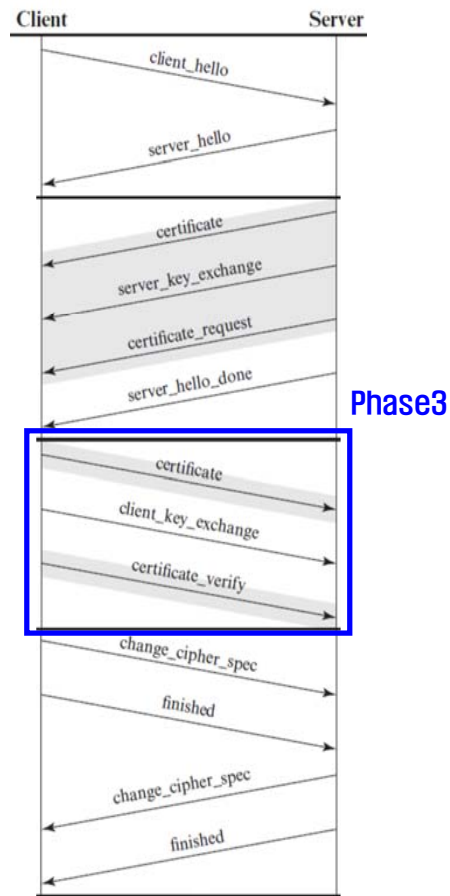 Client Server
client_hello
server_hello
certificate
server_key_exchange
certificate_request
server_hello_done
Phase3
certificate
client_key_exchange
certificate_verify
change_cipher_spec
finished
change_cipher_spec
finished